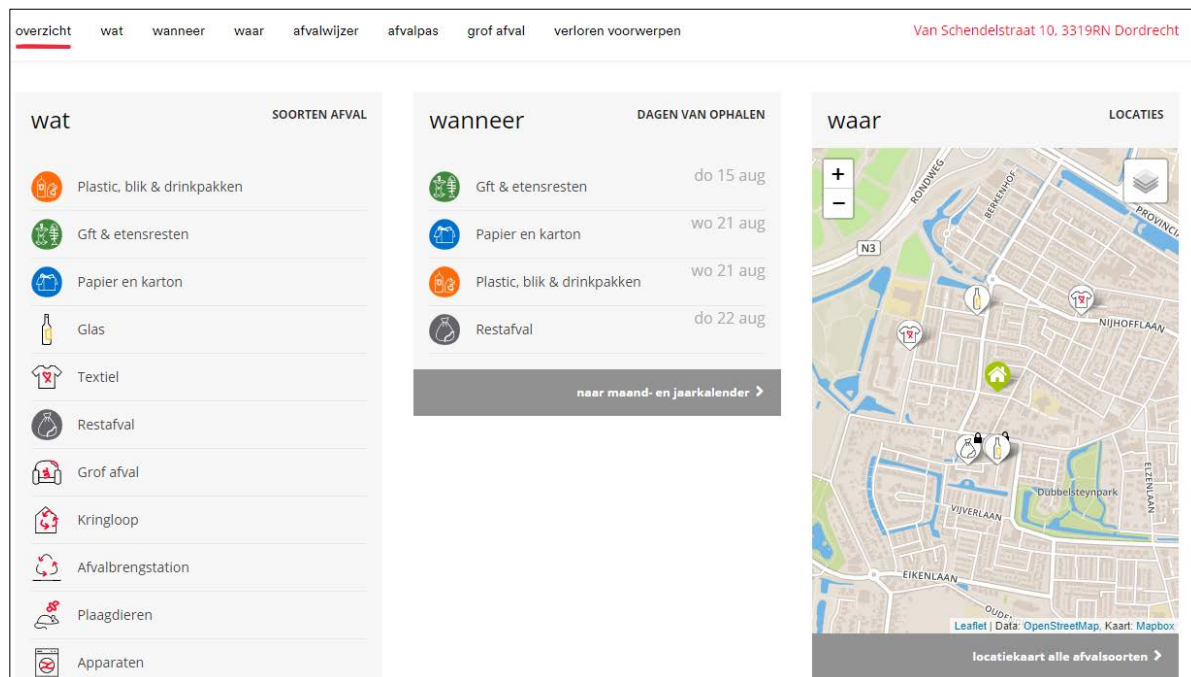 overzicht wat wanneer waar afvalwijzer afvalpas grof afval verloren voorwerpen Van Schendelstraat 10, 3319RN Dordrecht
wat SOORTEN AFVAL
Plastic, blik & drinkpakken
Gft & etensresten
Papier en karton
Glas
Textiel
Restafval
Grof afval
Kringloop
Afvalbrengstation
Plaagdieren
Apparaten
wanneer DAGEN VAN OPHALEN
Gft & etensresten do 15 aug
Papier en karton wo 21 aug
Plastic, blik & drinkpakken wo 21 aug
Restafval do 22 aug
naar maand- en jaarkalender >
waar LOCATIES
+
−
RONDWEG
BERKENHOF
N3
NIJHOFFLAAN
Dubbelsteynpark
ELZENLAAN
VIJVERLAAN
EIKENLAAN
Leaflet | Data: OpenStreetMap, Kaart: Mapbox
locatiekaart alle afvalsoorten >